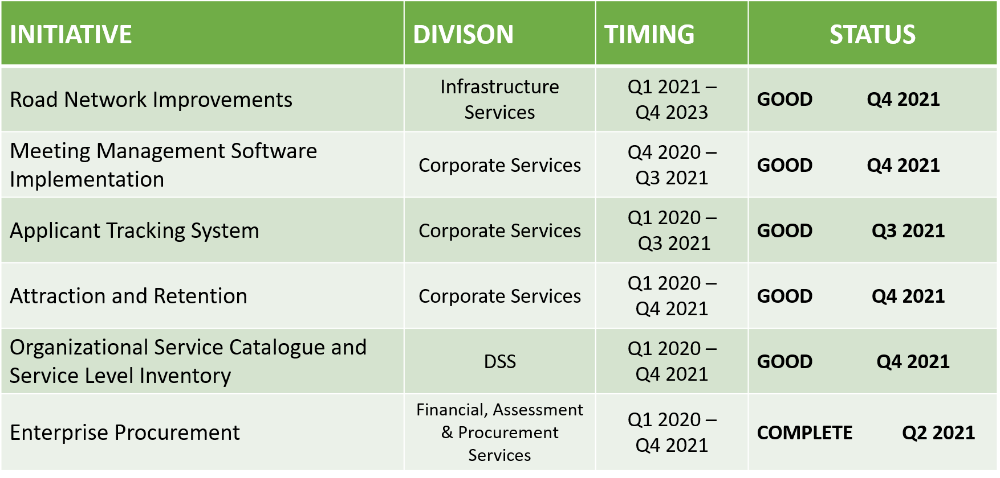 INITIATIVE DIVISON TIMING STATUS
Road Network Improvements
Infrastructure
Services
Q1 2021 –
Q4 2023
GOOD Q4 2021
Meeting Management Software
Implementation
Corporate Services
Q4 2020 –
Q3 2021
GOOD Q4 2021
Applicant Tracking System
Corporate Services
Q1 2020 –
Q3 2021
GOOD Q3 2021
Attraction and Retention
Corporate Services
Q1 2020 –
Q4 2021
GOOD Q4 2021
Organizational Service Catalogue and
Service Level Inventory
DSS
Q1 2020 –
Q4 2021
GOOD Q4 2021
Enterprise Procurement
Financial, Assessment
& Procurement
Services
Q1 2020 –
Q4 2021
COMPLETE Q2 2021